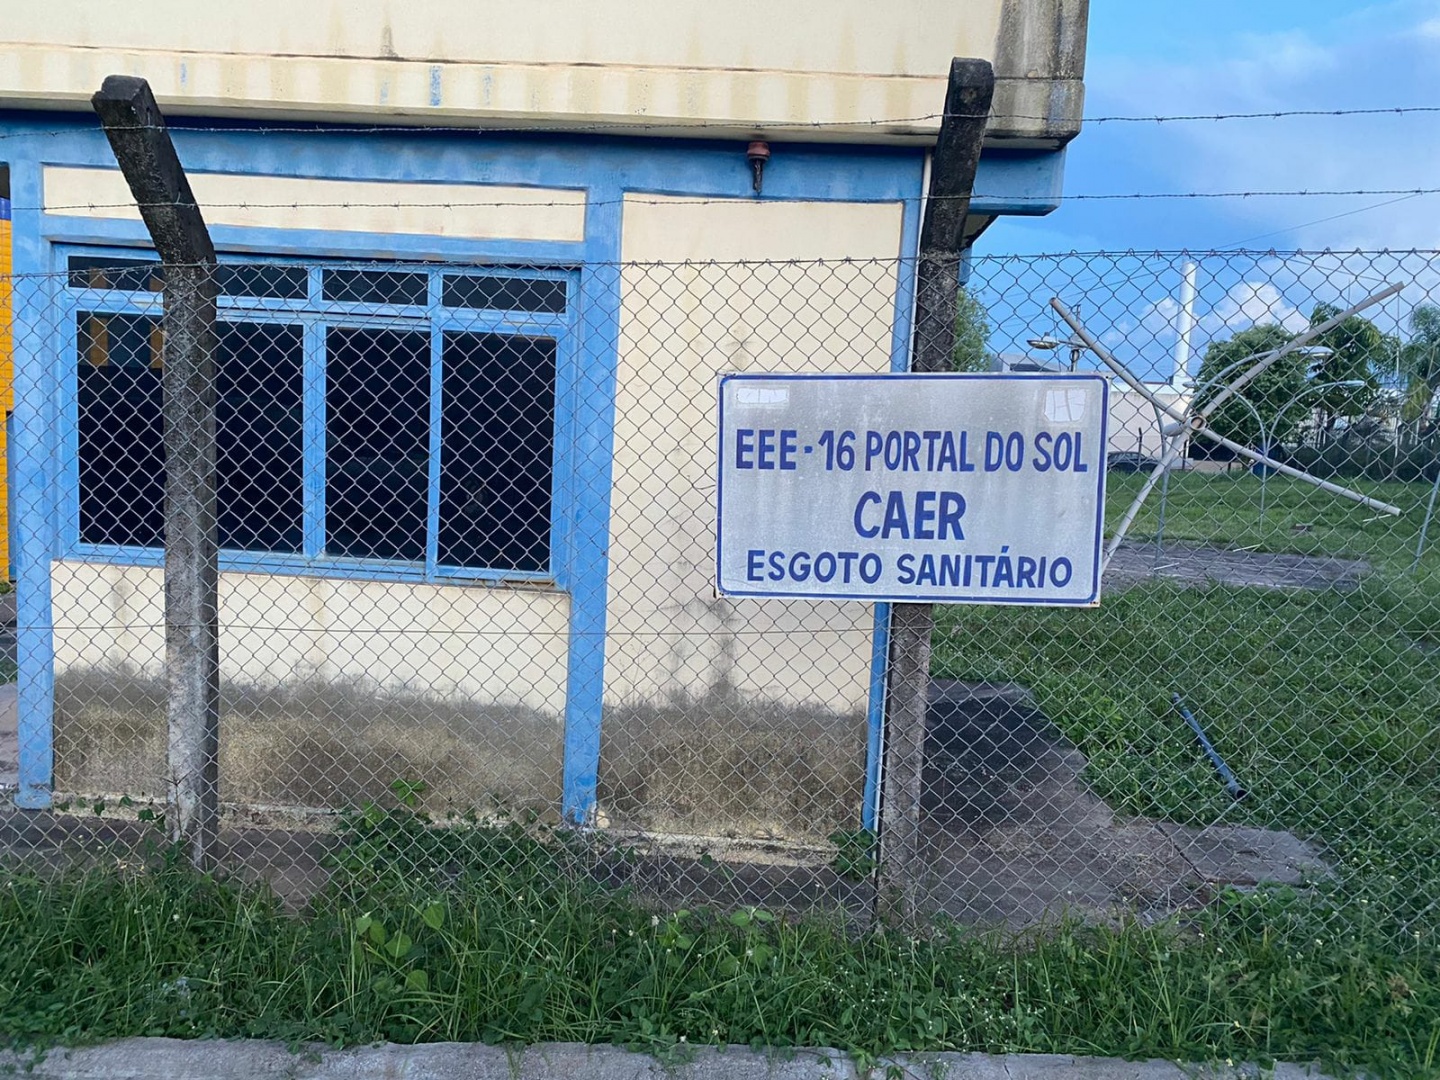 EEE - 16 PORTAL DO SOL
CAER
ESGOTO SANITÁRIO